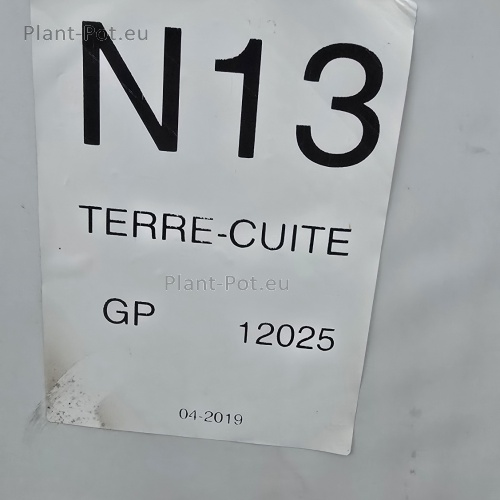 Plant-Pot.eu
N13
TERRE-CUITE
Plant-Pot.eu
GP 12025
04-2019